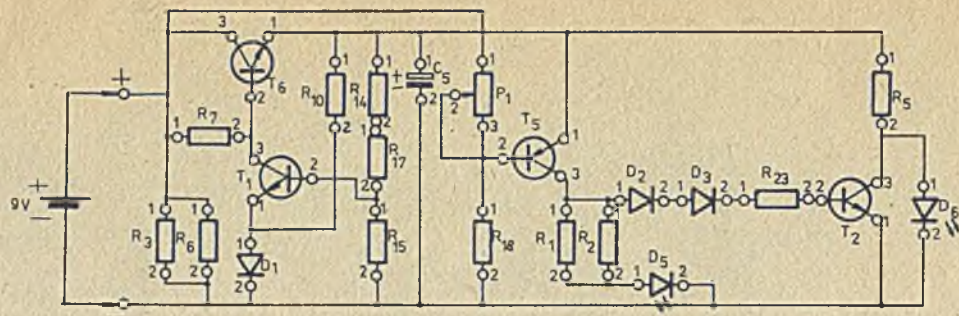 3 1 1 1 1 1 1
+ + T6 R10 R14 ± C5 P1 R5
2 2 2 2 3
R7 1 2 1 R17 T5 1 2
3 2 2 2 3
T1 1 D2 D3 R23 3 1
9V + − 1 2 1 2 1 2 2 T2 1 D6
1 1 1 1 1 1 1 2
R3 R6 D1 R15 R18 R1 R2 D5
2 2 2 2 2 2 2 1 2